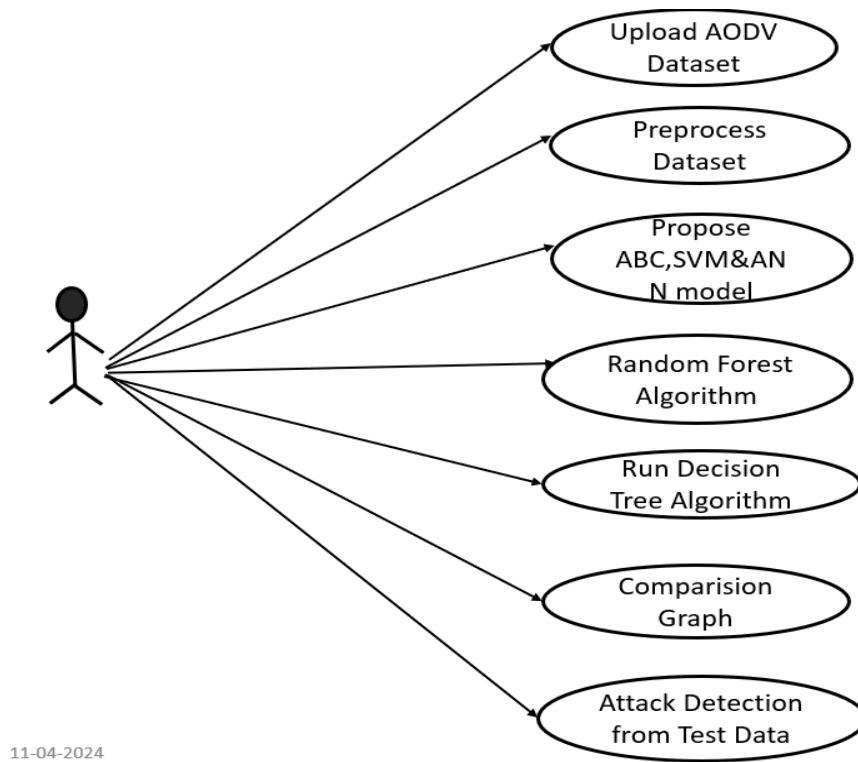 Upload AODV
Dataset
Preprocess
Dataset
Propose
ABC,SVM&AN
N model
Random Forest
Algorithm
Run Decision
Tree Algorithm
Comparision
Graph
Attack Detection
from Test Data
11-04-2024